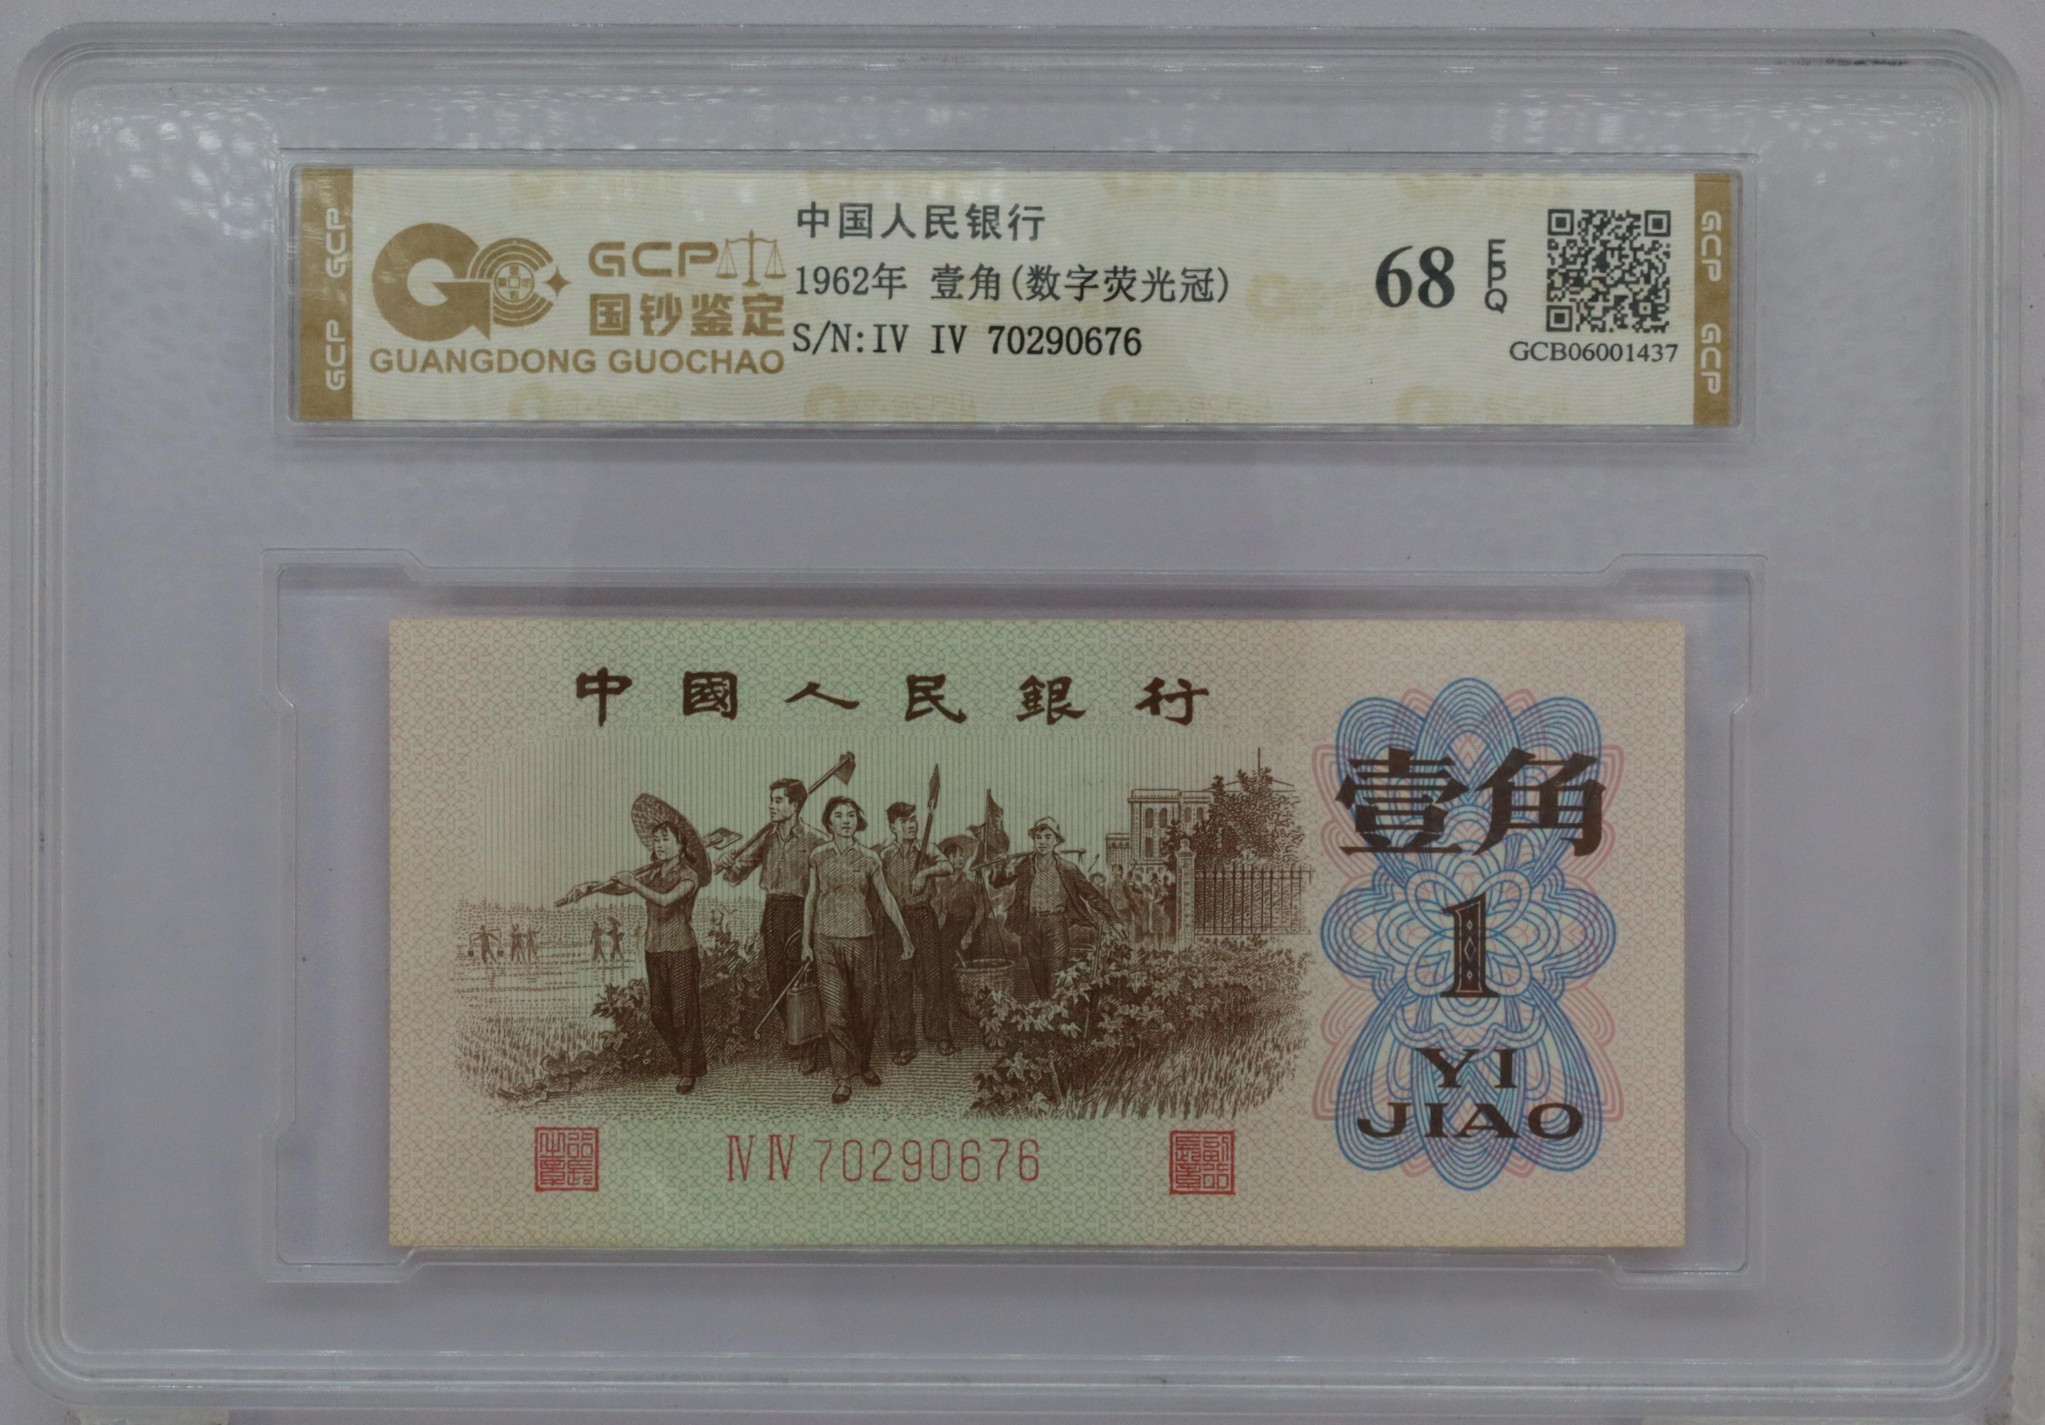 GCP GCP
GCP
国钞鉴定
GUANGDONG GUOCHAO
中国人民银行
1962年 壹角(数字荧光冠)
S/N:IV IV 70290676
68
EPQ
GCB06001437
GCP GCP
中國人民銀行
壹角
1
YI
JIAO
IV IV 70290676